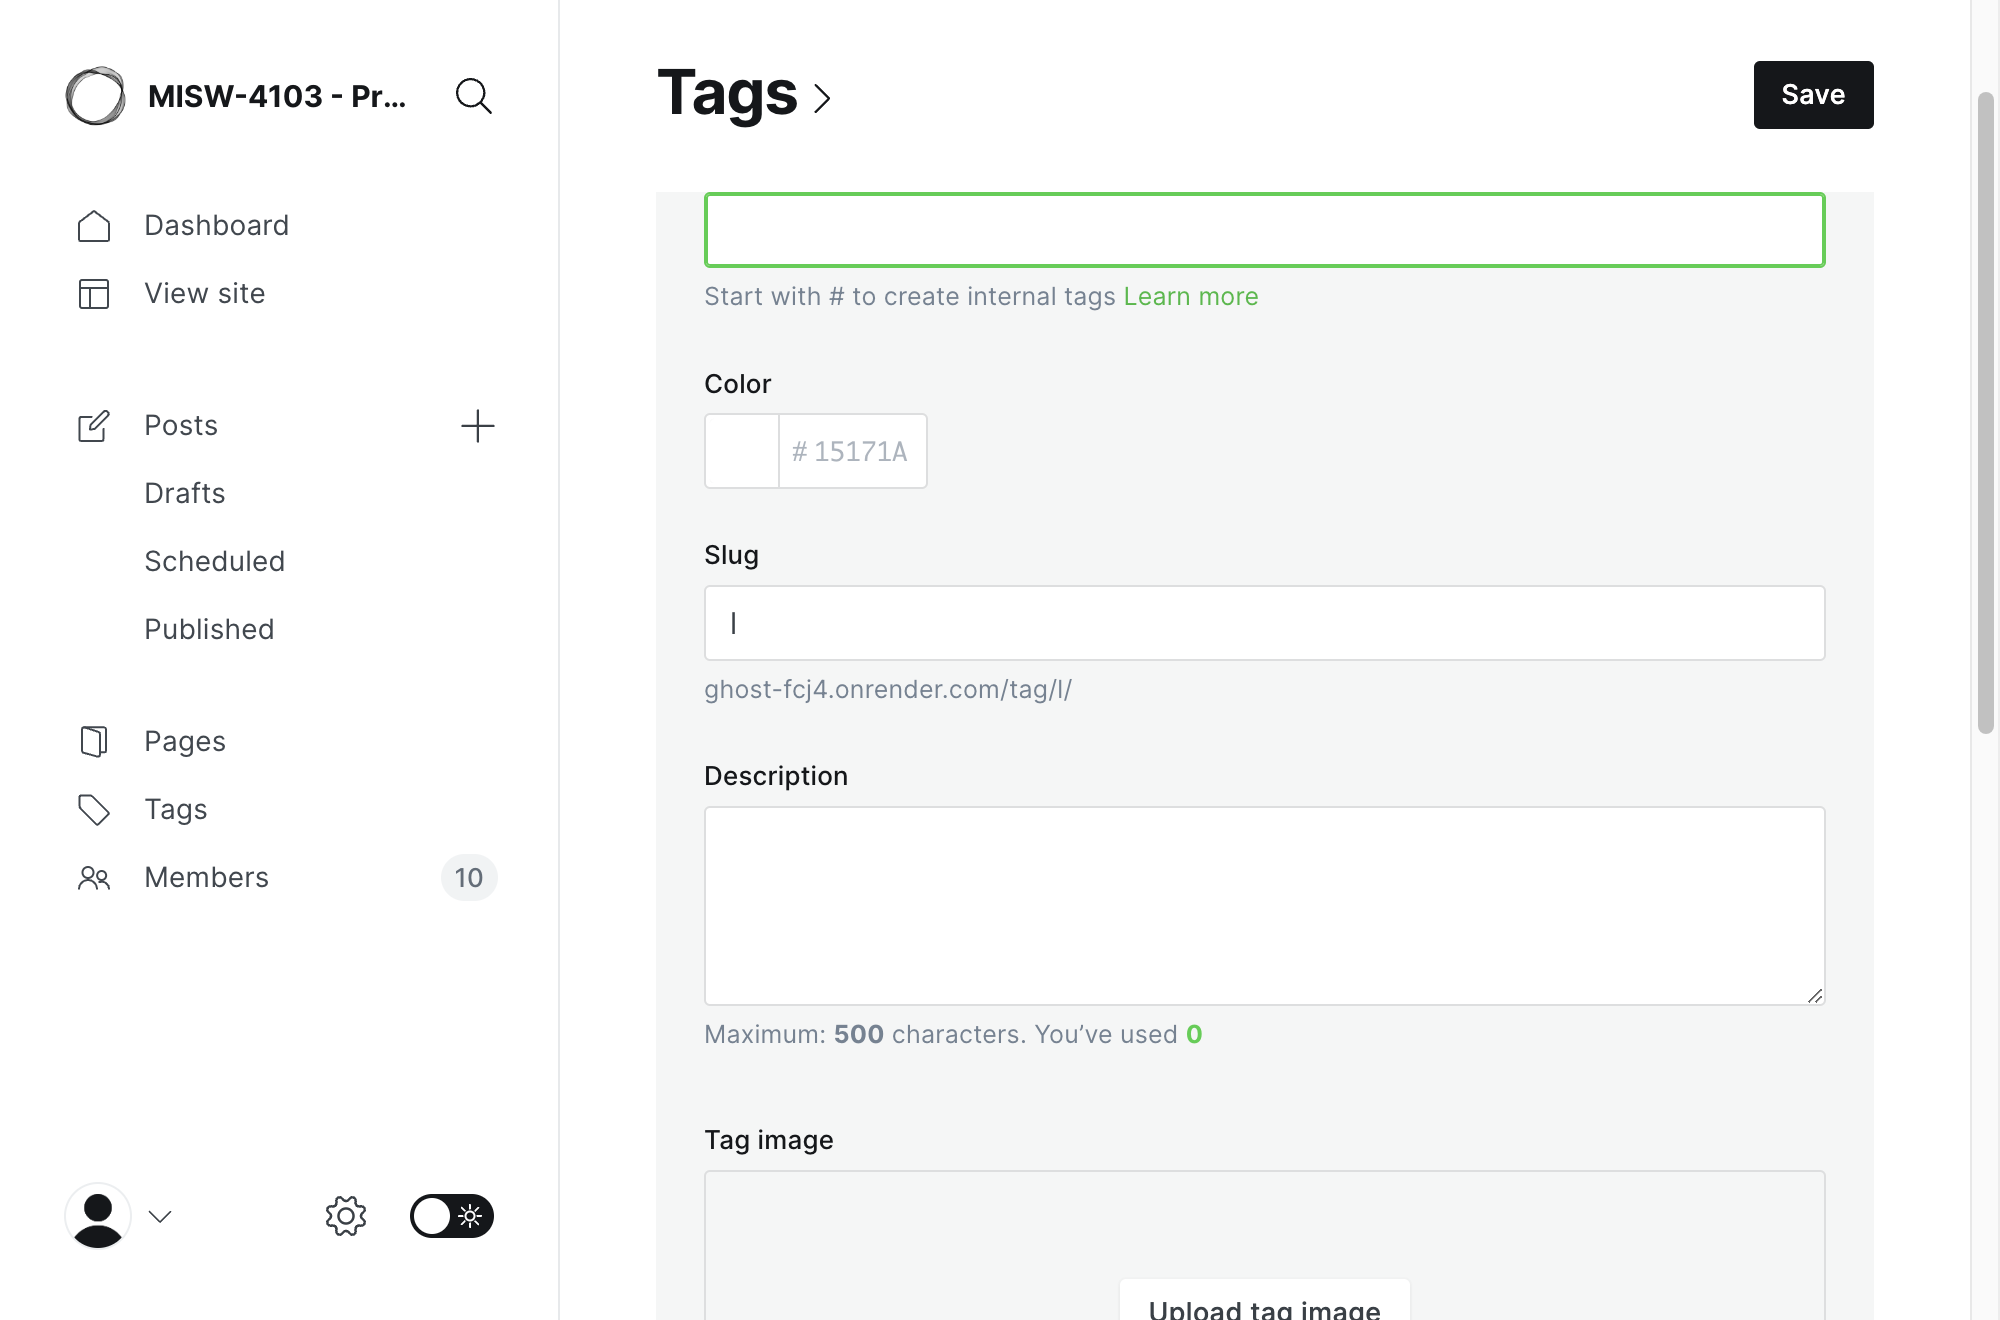 MISW-4103 - Pr...
Dashboard
View site
Posts
Drafts
Scheduled
Published
Pages
Tags
Members 10
Tags
Save
Start with # to create internal tags Learn more
Color
# 15171A
Slug
l
ghost-fcj4.onrender.com/tag/l/
Description
Maximum: 500 characters. You’ve used 0
Tag image
Upload tag image